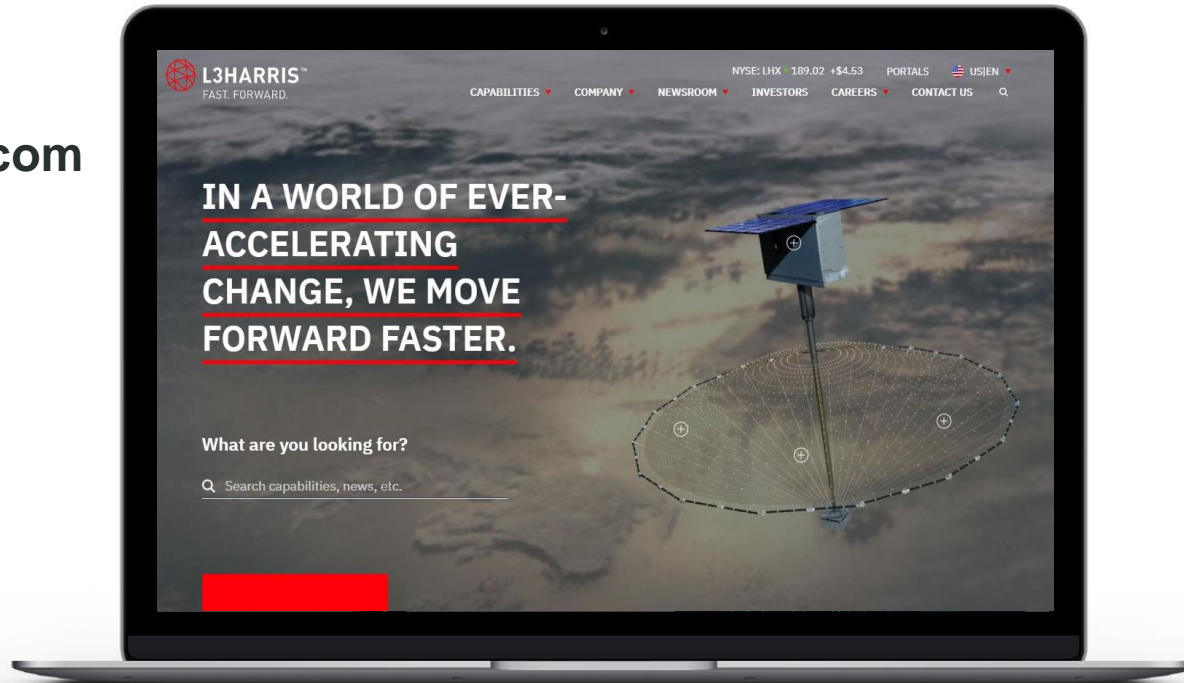 com
L3HARRIS™
FAST. FORWARD.
NYSE: LHX 189.02 +$4.53 PORTALS US|EN
CAPABILITIES COMPANY NEWSROOM INVESTORS CAREERS CONTACT US
IN A WORLD OF EVER-
ACCELERATING
CHANGE, WE MOVE
FORWARD FASTER.
What are you looking for?
Search capabilities, news, etc.